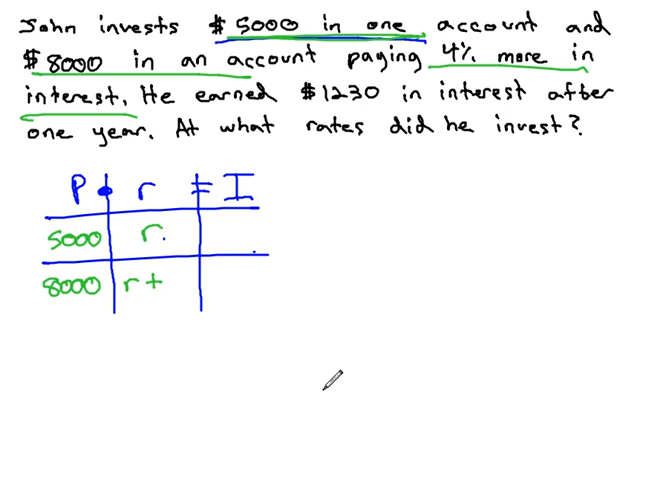 John invests $5000 in one account and
$8000 in an account paying 4% more in
interest. He earned $1230 in interest after
one year. At what rates did he invest?
P • r = I
5000 r.
8000 r +